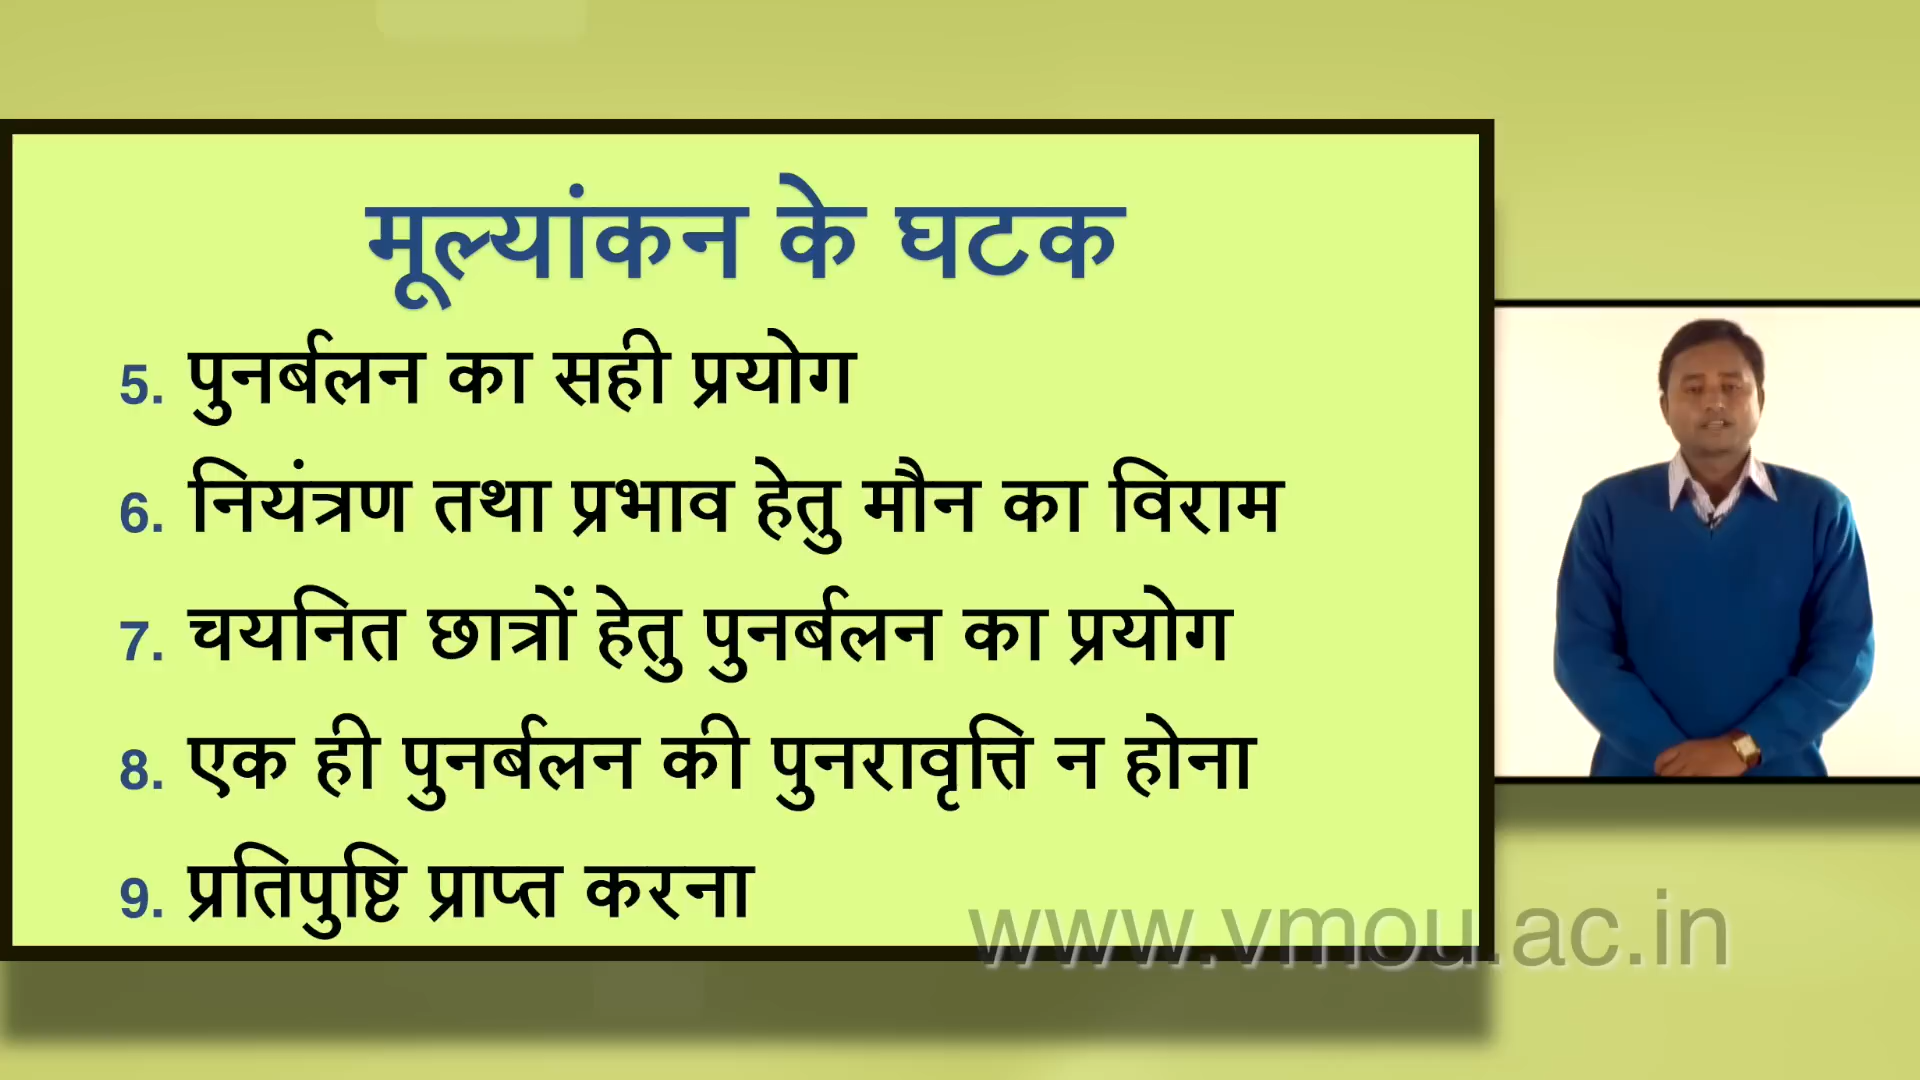 मूल्यांकन के घटक
5. पुनर्बलन का सही प्रयोग
6. नियंत्रण तथा प्रभाव हेतु मौन का विराम
7. चयनित छात्रों हेतु पुनर्बलन का प्रयोग
8. एक ही पुनर्बलन की पुनरावृत्ति न होना
9. प्रतिपुष्टि प्राप्त करना
www.vmou.ac.in